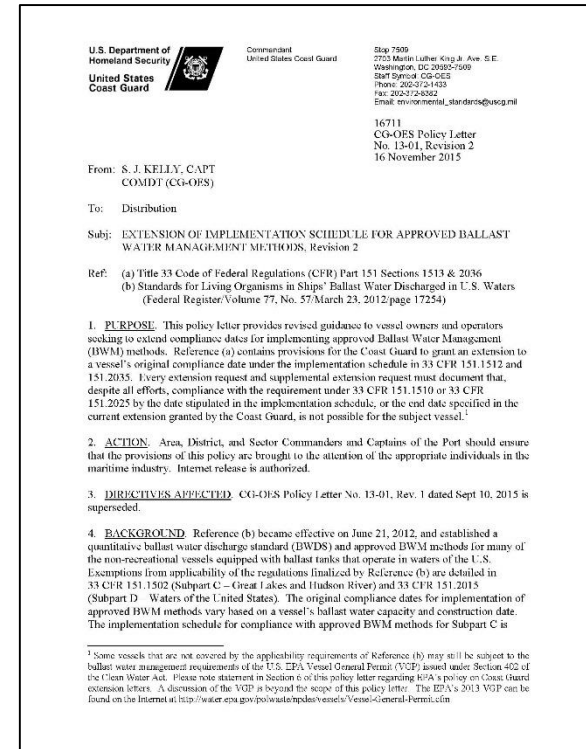 U.S. Department of
Homeland Security
United States
Coast Guard
Commandant
United States Coast Guard
Stop 7509
2703 Martin Luther King Jr. Ave. S.E.
Washington, DC 20593-7509
Staff Symbol: CG-OES
Phone: 202-372-1433
Fax: 202-372-8382
Email: environmental_standards@uscg.mil
16711
CG-OES Policy Letter
No. 13-01, Revision 2
16 November 2015
From: S. J. KELLY, CAPT
COMDT (CG-OES)
To: Distribution
Subj: EXTENSION OF IMPLEMENTATION SCHEDULE FOR APPROVED BALLAST
WATER MANAGEMENT METHODS, Revision 2
Ref: (a) Title 33 Code of Federal Regulations (CFR) Part 151 Sections 1513 & 2036
(b) Standards for Living Organisms in Ships' Ballast Water Discharged in U.S. Waters
(Federal Register/Volume 77, No. 57/March 23, 2012/page 17254)
1. PURPOSE. This policy letter provides revised guidance to vessel owners and operators
seeking to extend compliance dates for implementing approved Ballast Water Management
(BWM) methods. Reference (a) contains provisions for the Coast Guard to grant an extension to
a vessel's original compliance date under the implementation schedule in 33 CFR 151.1512 and
151.2035. Every extension request and supplemental extension request must document that,
despite all efforts, compliance with the requirement under 33 CFR 151.1510 or 33 CFR
151.2025 by the date stipulated in the implementation schedule, or the end date specified in the
current extension granted by the Coast Guard, is not possible for the subject vessel.1
2. ACTION. Area, District, and Sector Commanders and Captains of the Port should ensure
that the provisions of this policy are brought to the attention of the appropriate individuals in the
maritime industry. Internet release is authorized.
3. DIRECTIVES AFFECTED. CG-OES Policy Letter No. 13-01, Rev. 1 dated Sept 10, 2015 is
superseded.
4. BACKGROUND. Reference (b) became effective on June 21, 2012, and established a
quantitative ballast water discharge standard (BWDS) and approved BWM methods for many of
the non-recreational vessels equipped with ballast tanks that operate in waters of the U.S.
Exemptions from applicability of the regulations finalized by Reference (b) are detailed in
33 CFR 151.1502 (Subpart C – Great Lakes and Hudson River) and 33 CFR 151.2015
(Subpart D – Waters of the United States). The original compliance dates for implementation of
approved BWM methods vary based on a vessel's ballast water capacity and construction date.
The implementation schedule for compliance with approved BWM methods for Subpart C is
1 Some vessels that are not covered by the applicability requirements of Reference (b) may still be subject to the
ballast water management requirements of the U.S. EPA Vessel General Permit (VGP) issued under Section 402 of
the Clean Water Act. Please note statement in Section 6 of this policy letter regarding EPA's policy on Coast Guard
extension letters. A discussion of the VGP is beyond the scope of this policy letter. The EPA's 2013 VGP can be
found on the Internet at http://water.epa.gov/polwaste/npdes/vessels/Vessel-General-Permit.cfm